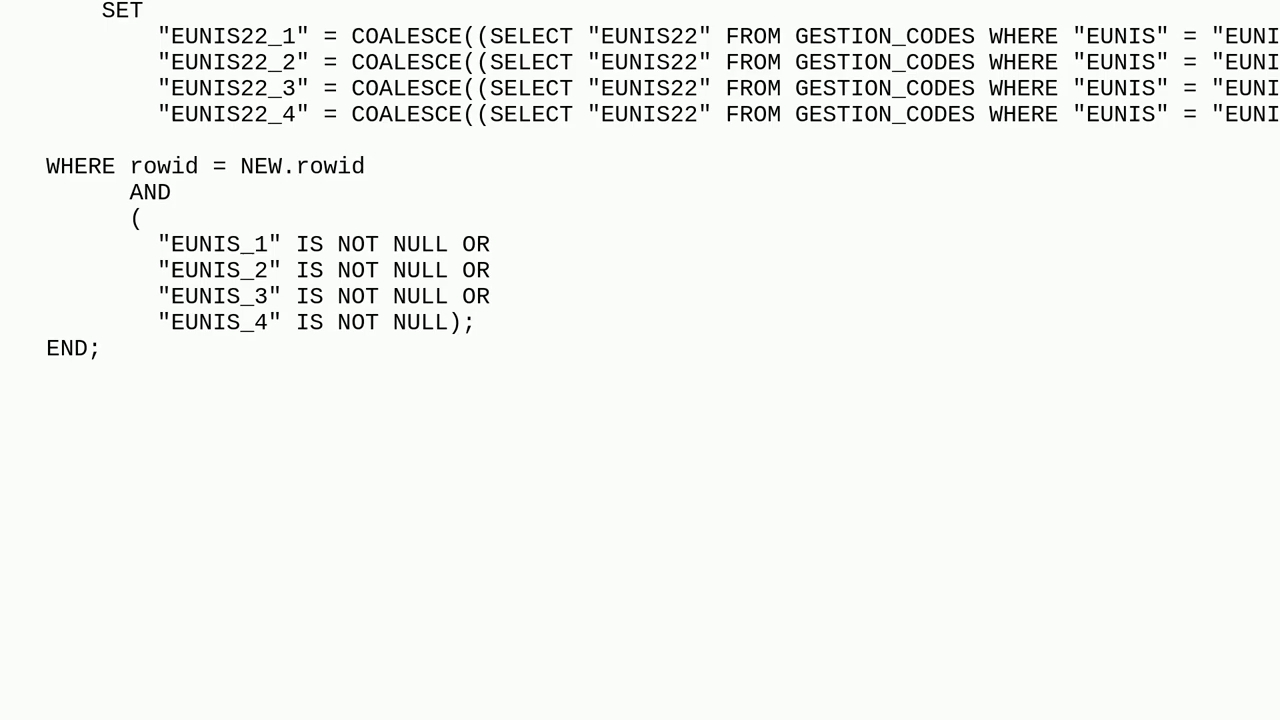 SET
"EUNIS22_1" = COALESCE((SELECT "EUNIS22" FROM GESTION_CODES WHERE "EUNIS" = "EUNI
"EUNIS22_2" = COALESCE((SELECT "EUNIS22" FROM GESTION_CODES WHERE "EUNIS" = "EUNI
"EUNIS22_3" = COALESCE((SELECT "EUNIS22" FROM GESTION_CODES WHERE "EUNIS" = "EUNI
"EUNIS22_4" = COALESCE((SELECT "EUNIS22" FROM GESTION_CODES WHERE "EUNIS" = "EUNI
WHERE rowid = NEW.rowid
AND
(
"EUNIS_1" IS NOT NULL OR
"EUNIS_2" IS NOT NULL OR
"EUNIS_3" IS NOT NULL OR
"EUNIS_4" IS NOT NULL);
END;